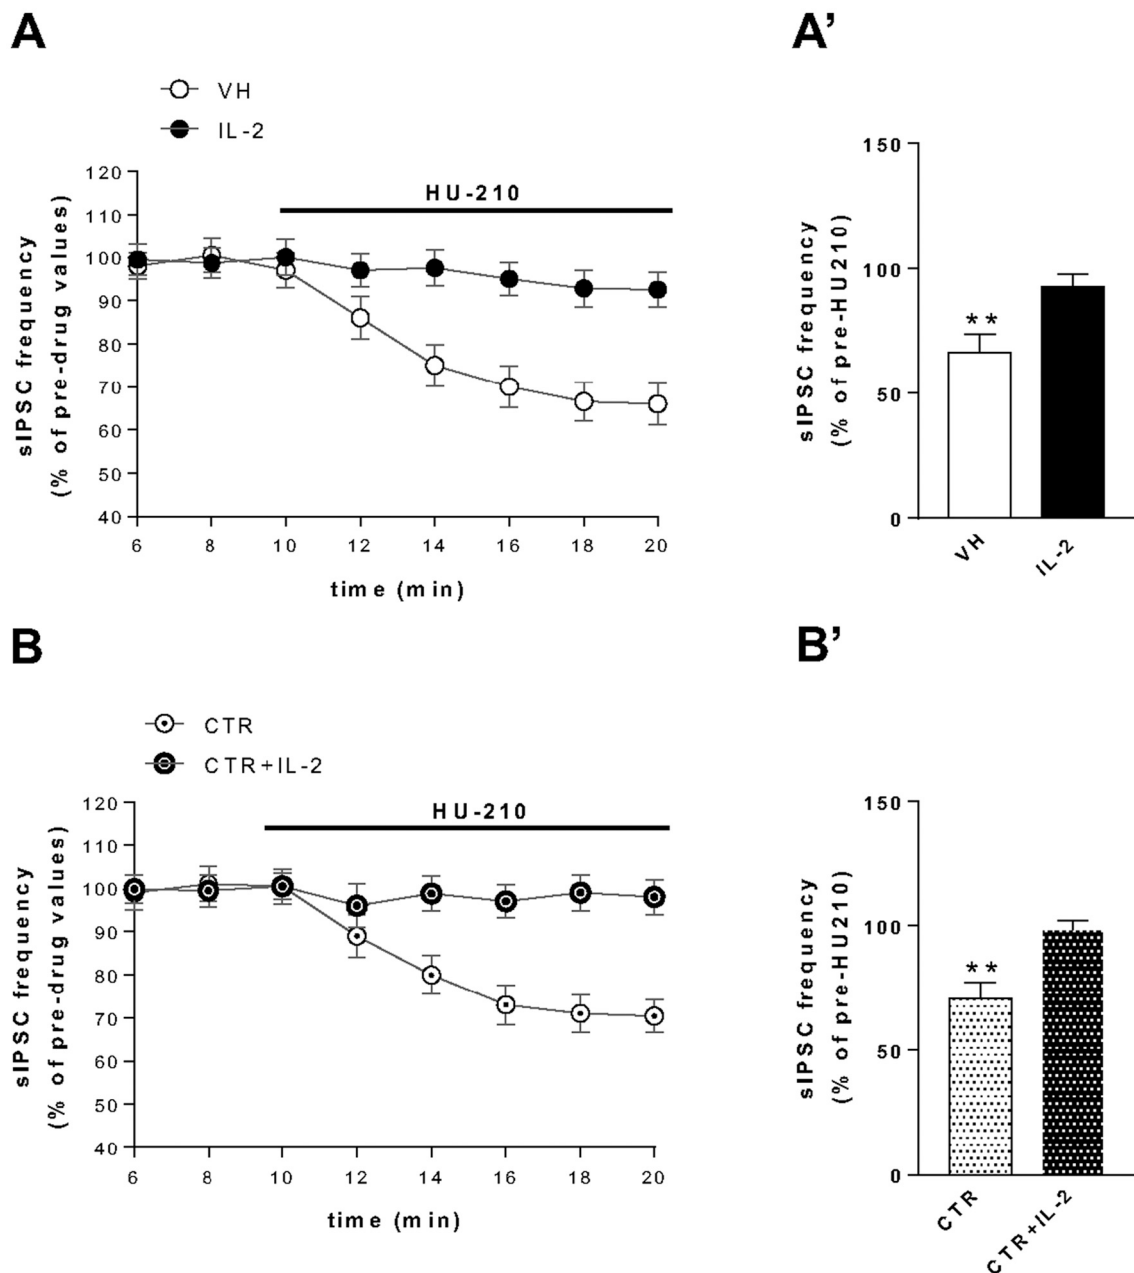 A
VH
IL-2
HU-210
sIPSC frequency
(% of pre-drug values)
120
110
100
90
80
70
60
50
40
6 8 10 12 14 16 18 20
time (min)
A’
sIPSC frequency
(% of pre-HU210)
150
100
50
0
**
VH
IL-2
B
CTR
CTR+IL-2
HU-210
sIPSC frequency
(% of pre-drug values)
120
110
100
90
80
70
60
50
40
6 8 10 12 14 16 18 20
time (min)
B’
sIPSC frequency
(% of pre-HU210)
150
100
50
0
**
CTR
CTR+IL-2